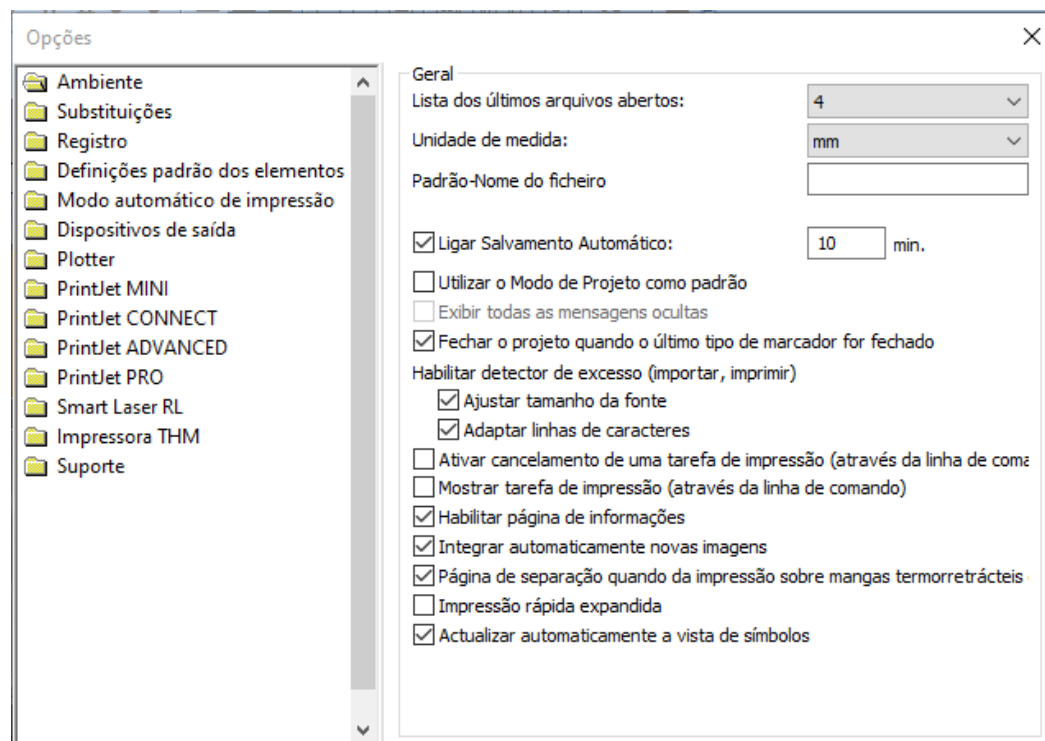 Opções
Ambiente
Substituições
Registro
Definições padrão dos elementos
Modo automático de impressão
Dispositivos de saída
Plotter
PrintJet MINI
PrintJet CONNECT
PrintJet ADVANCED
PrintJet PRO
Smart Laser RL
Impressora THM
Suporte
Geral
Lista dos últimos arquivos abertos: 4
Unidade de medida: mm
Padrão-Nome do ficheiro
Ligar Salvamento Automático: 10 min.
Utilizar o Modo de Projeto como padrão
Exibir todas as mensagens ocultas
Fechar o projeto quando o último tipo de marcador for fechado
Habilitar detector de excesso (importar, imprimir)
Ajustar tamanho da fonte
Adaptar linhas de caracteres
Ativar cancelamento de uma tarefa de impressão (através da linha de coma
Mostrar tarefa de impressão (através da linha de comando)
Habilitar página de informações
Integrar automaticamente novas imagens
Página de separação quando da impressão sobre mangas termorretrácteis
Impressão rápida expandida
Actualizar automaticamente a vista de símbolos